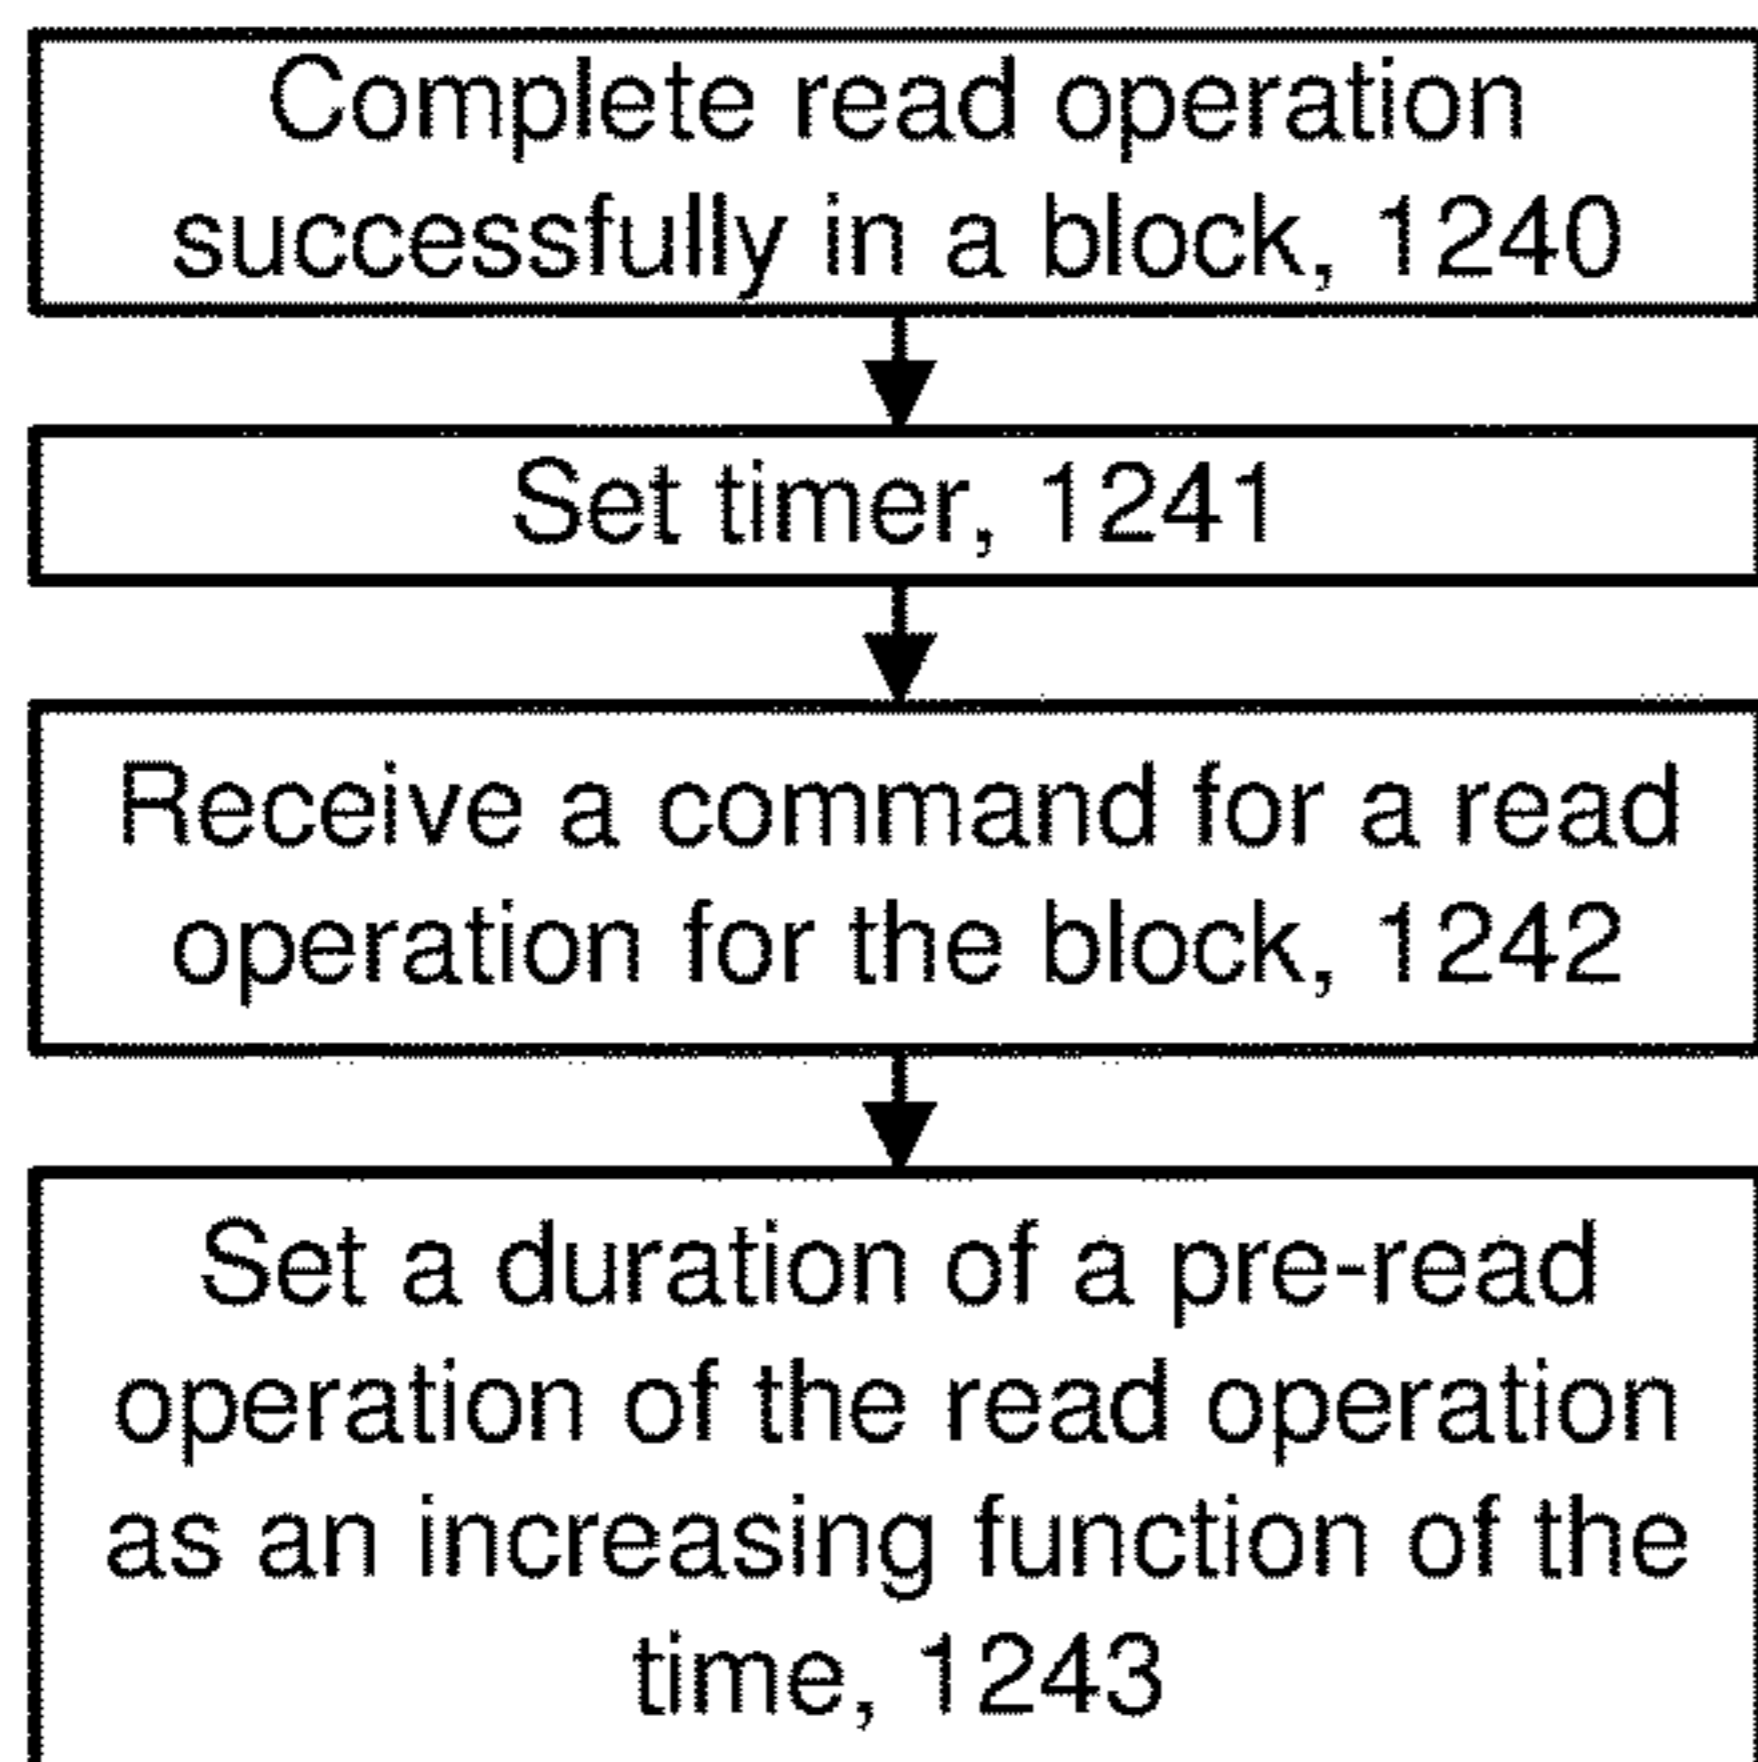 Complete read operation
successfully in a block, 1240
Set timer, 1241
Receive a command for a read
operation for the block, 1242
Set a duration of a pre-read
operation of the read operation
as an increasing function of the
time, 1243